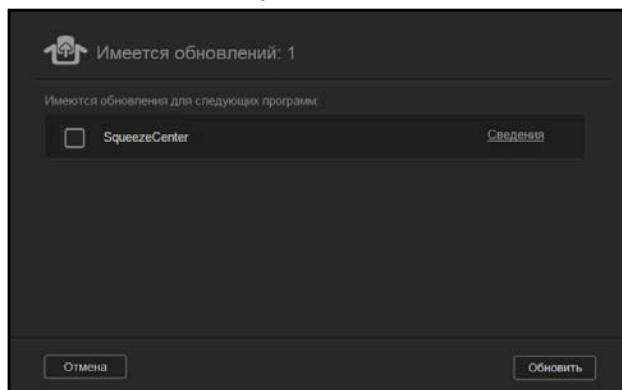 Имеется обновлений: 1
Имеются обновления для следующих программ:
SqueezeCenter Сведения
Отмена Обновить